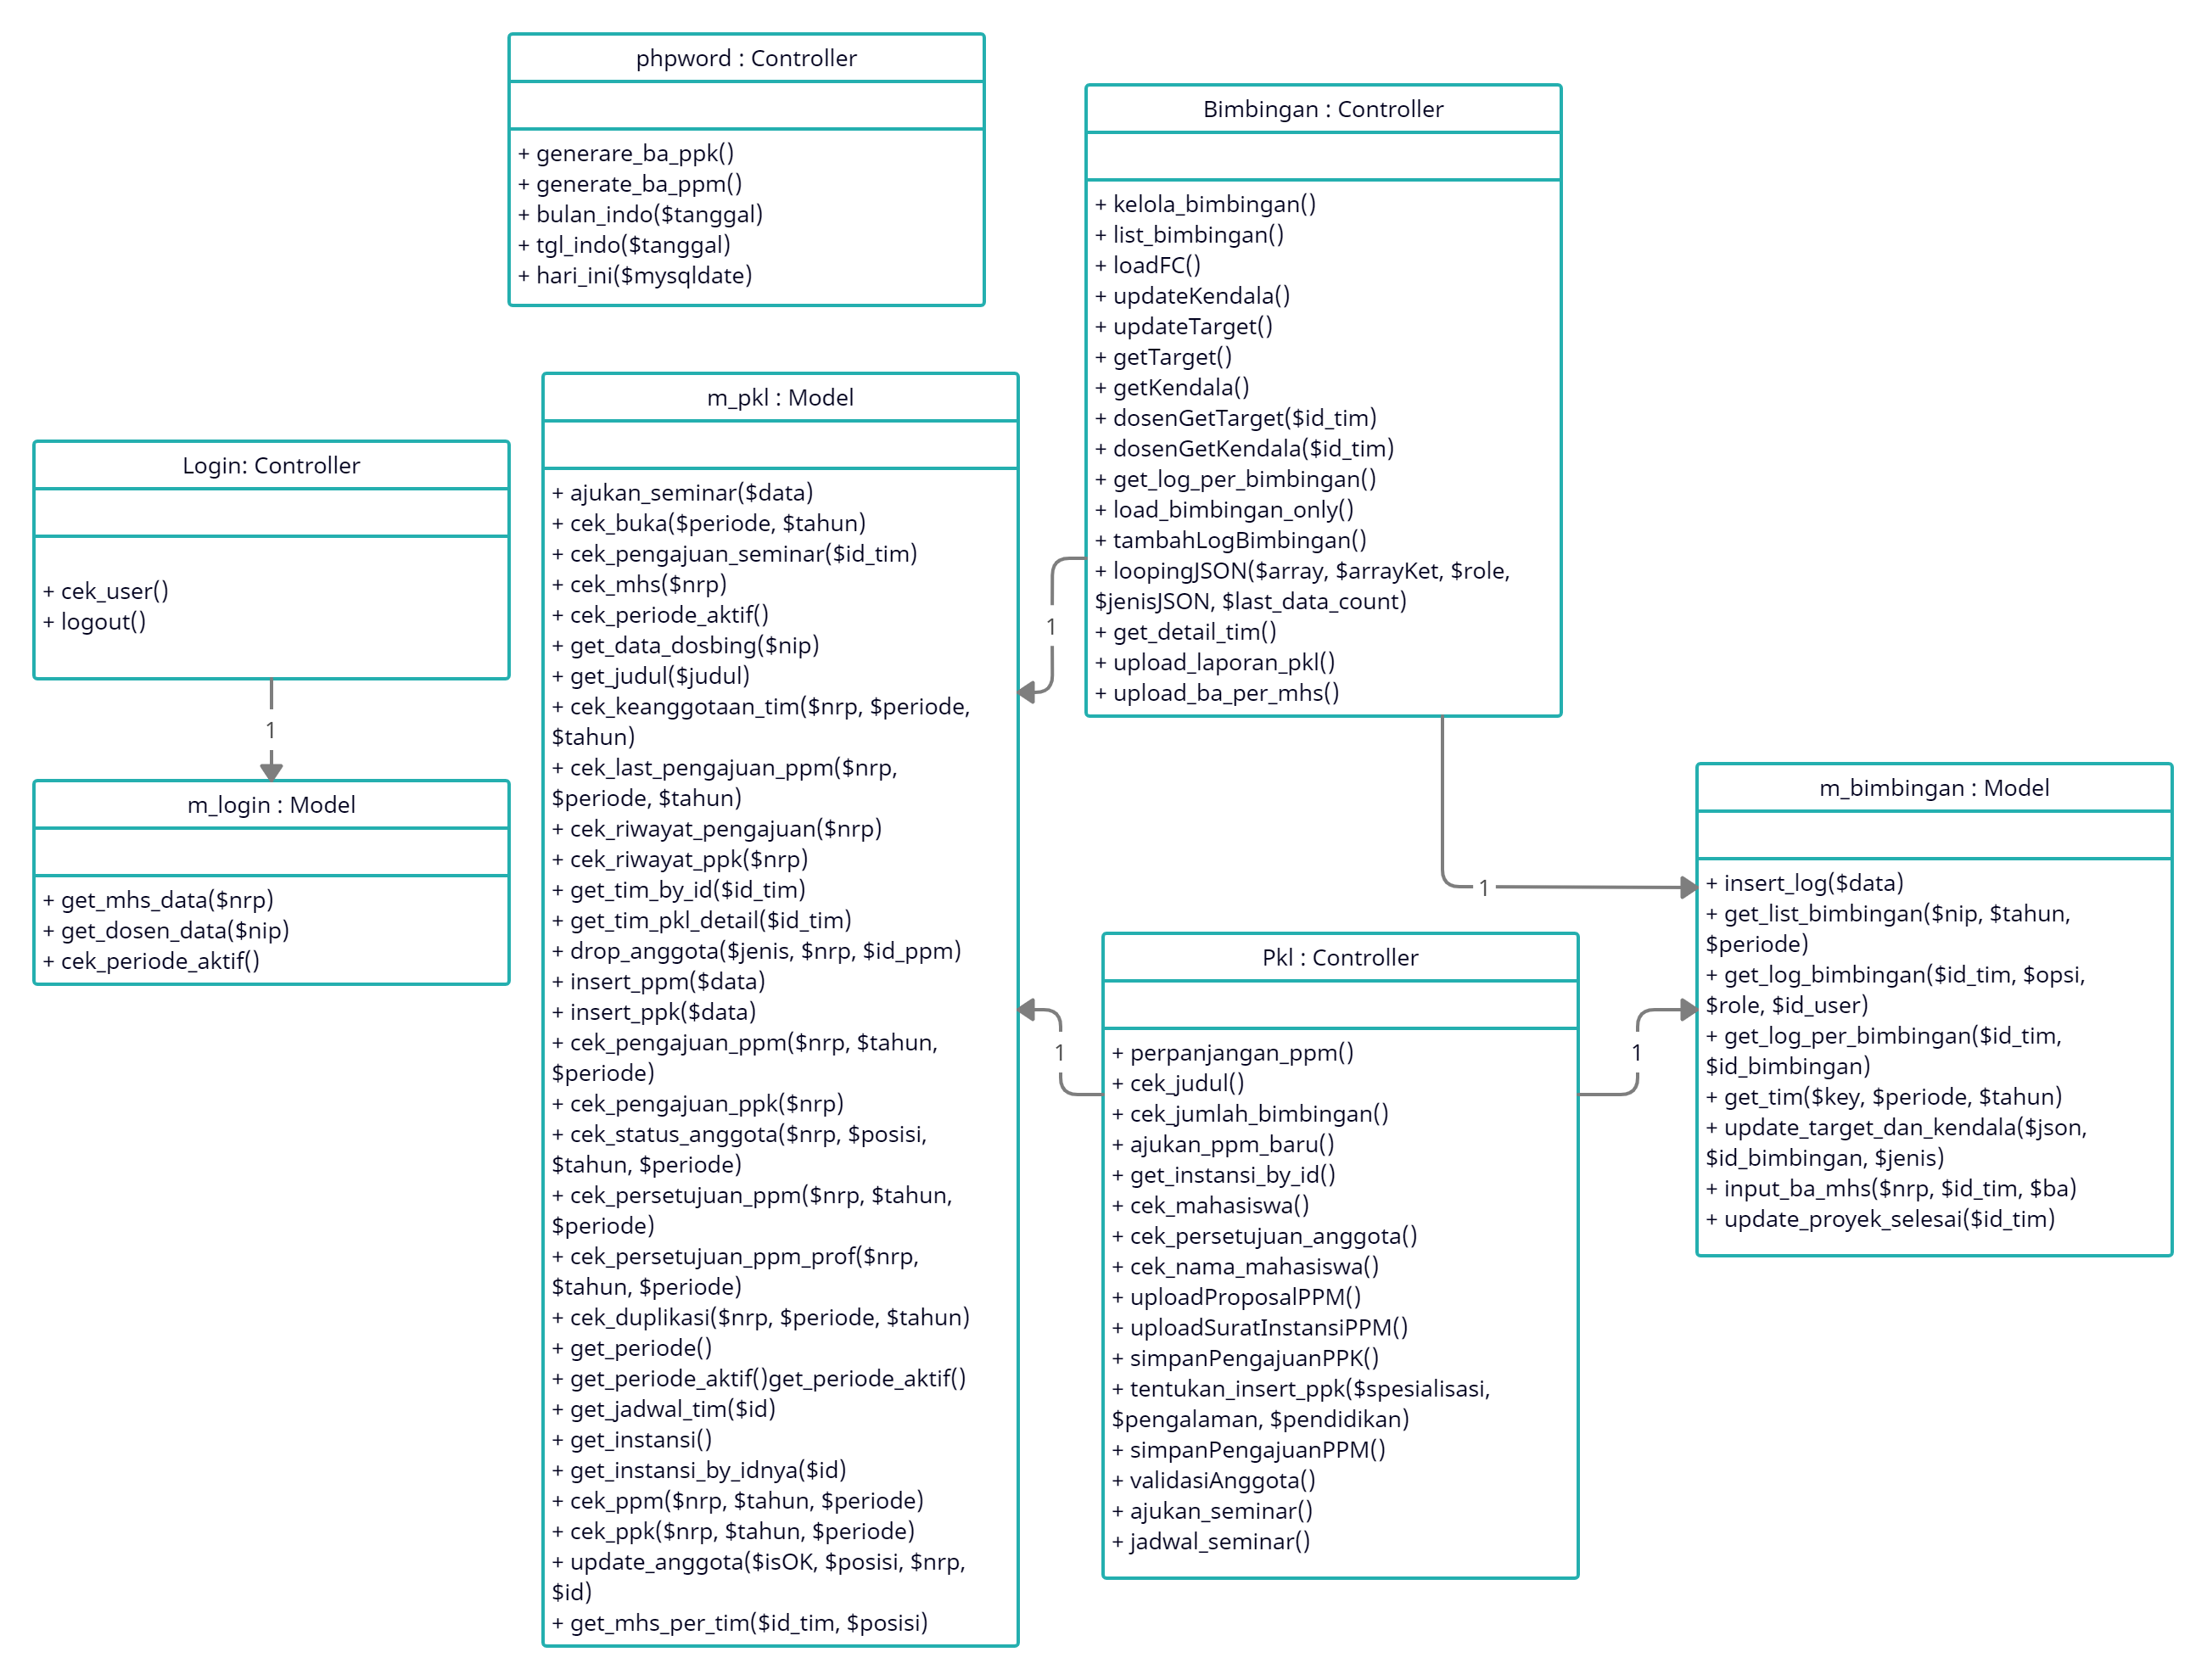 phpword : Controller
+ generare_ba_ppk()
+ generate_ba_ppm()
+ bulan_indo($tanggal)
+ tgl_indo($tanggal)
+ hari_ini($mysqldate)
Bimbingan : Controller
+ kelola_bimbingan()
+ list_bimbingan()
+ loadFC()
+ updateKendala()
+ updateTarget()
+ getTarget()
+ getKendala()
+ dosenGetTarget($id_tim)
+ dosenGetKendala($id_tim)
+ get_log_per_bimbingan()
+ load_bimbingan_only()
+ tambahLogBimbingan()
+ loopingJSON($array, $arrayKet, $role,
$jenisJSON, $last_data_count)
+ get_detail_tim()
+ upload_laporan_pkl()
+ upload_ba_per_mhs()
Login: Controller
+ cek_user()
+ logout()
1
m_login : Model
+ get_mhs_data($nrp)
+ get_dosen_data($nip)
+ cek_periode_aktif()
m_pkl : Model
+ ajukan_seminar($data)
+ cek_buka($periode, $tahun)
+ cek_pengajuan_seminar($id_tim)
+ cek_mhs($nrp)
+ cek_periode_aktif()
+ get_data_dosbing($nip)
+ get_judul($judul)
+ cek_keanggotaan_tim($nrp, $periode,
$tahun)
+ cek_last_pengajuan_ppm($nrp,
$periode, $tahun)
+ cek_riwayat_pengajuan($nrp)
+ cek_riwayat_ppk($nrp)
+ get_tim_by_id($id_tim)
+ get_tim_pkl_detail($id_tim)
+ drop_anggota($jenis, $nrp, $id_ppm)
+ insert_ppm($data)
+ insert_ppk($data)
+ cek_pengajuan_ppm($nrp, $tahun,
$periode)
+ cek_pengajuan_ppk($nrp)
+ cek_status_anggota($nrp, $posisi,
$tahun, $periode)
+ cek_persetujuan_ppm($nrp, $tahun,
$periode)
+ cek_persetujuan_ppm_prof($nrp,
$tahun, $periode)
+ cek_duplikasi($nrp, $periode, $tahun)
+ get_periode()
+ get_periode_aktif()get_periode_aktif()
+ get_jadwal_tim($id)
+ get_instansi()
+ get_instansi_by_idnya($id)
+ cek_ppm($nrp, $tahun, $periode)
+ cek_ppk($nrp, $tahun, $periode)
+ update_anggota($isOK, $posisi, $nrp,
$id)
+ get_mhs_per_tim($id_tim, $posisi)
1
1
1
1
Pkl : Controller
+ perpanjangan_ppm()
+ cek_judul()
+ cek_jumlah_bimbingan()
+ ajukan_ppm_baru()
+ get_instansi_by_id()
+ cek_mahasiswa()
+ cek_persetujuan_anggota()
+ cek_nama_mahasiswa()
+ uploadProposalPPM()
+ uploadSuratInstansiPPM()
+ simpanPengajuanPPK()
+ tentukan_insert_ppk($spesialisasi,
$pengalaman, $pendidikan)
+ simpanPengajuanPPM()
+ validasiAnggota()
+ ajukan_seminar()
+ jadwal_seminar()
m_bimbingan : Model
+ insert_log($data)
+ get_list_bimbingan($nip, $tahun,
$periode)
+ get_log_bimbingan($id_tim, $opsi,
$role, $id_user)
+ get_log_per_bimbingan($id_tim,
$id_bimbingan)
+ get_tim($key, $periode, $tahun)
+ update_target_dan_kendala($json,
$id_bimbingan, $jenis)
+ input_ba_mhs($nrp, $id_tim, $ba)
+ update_proyek_selesai($id_tim)